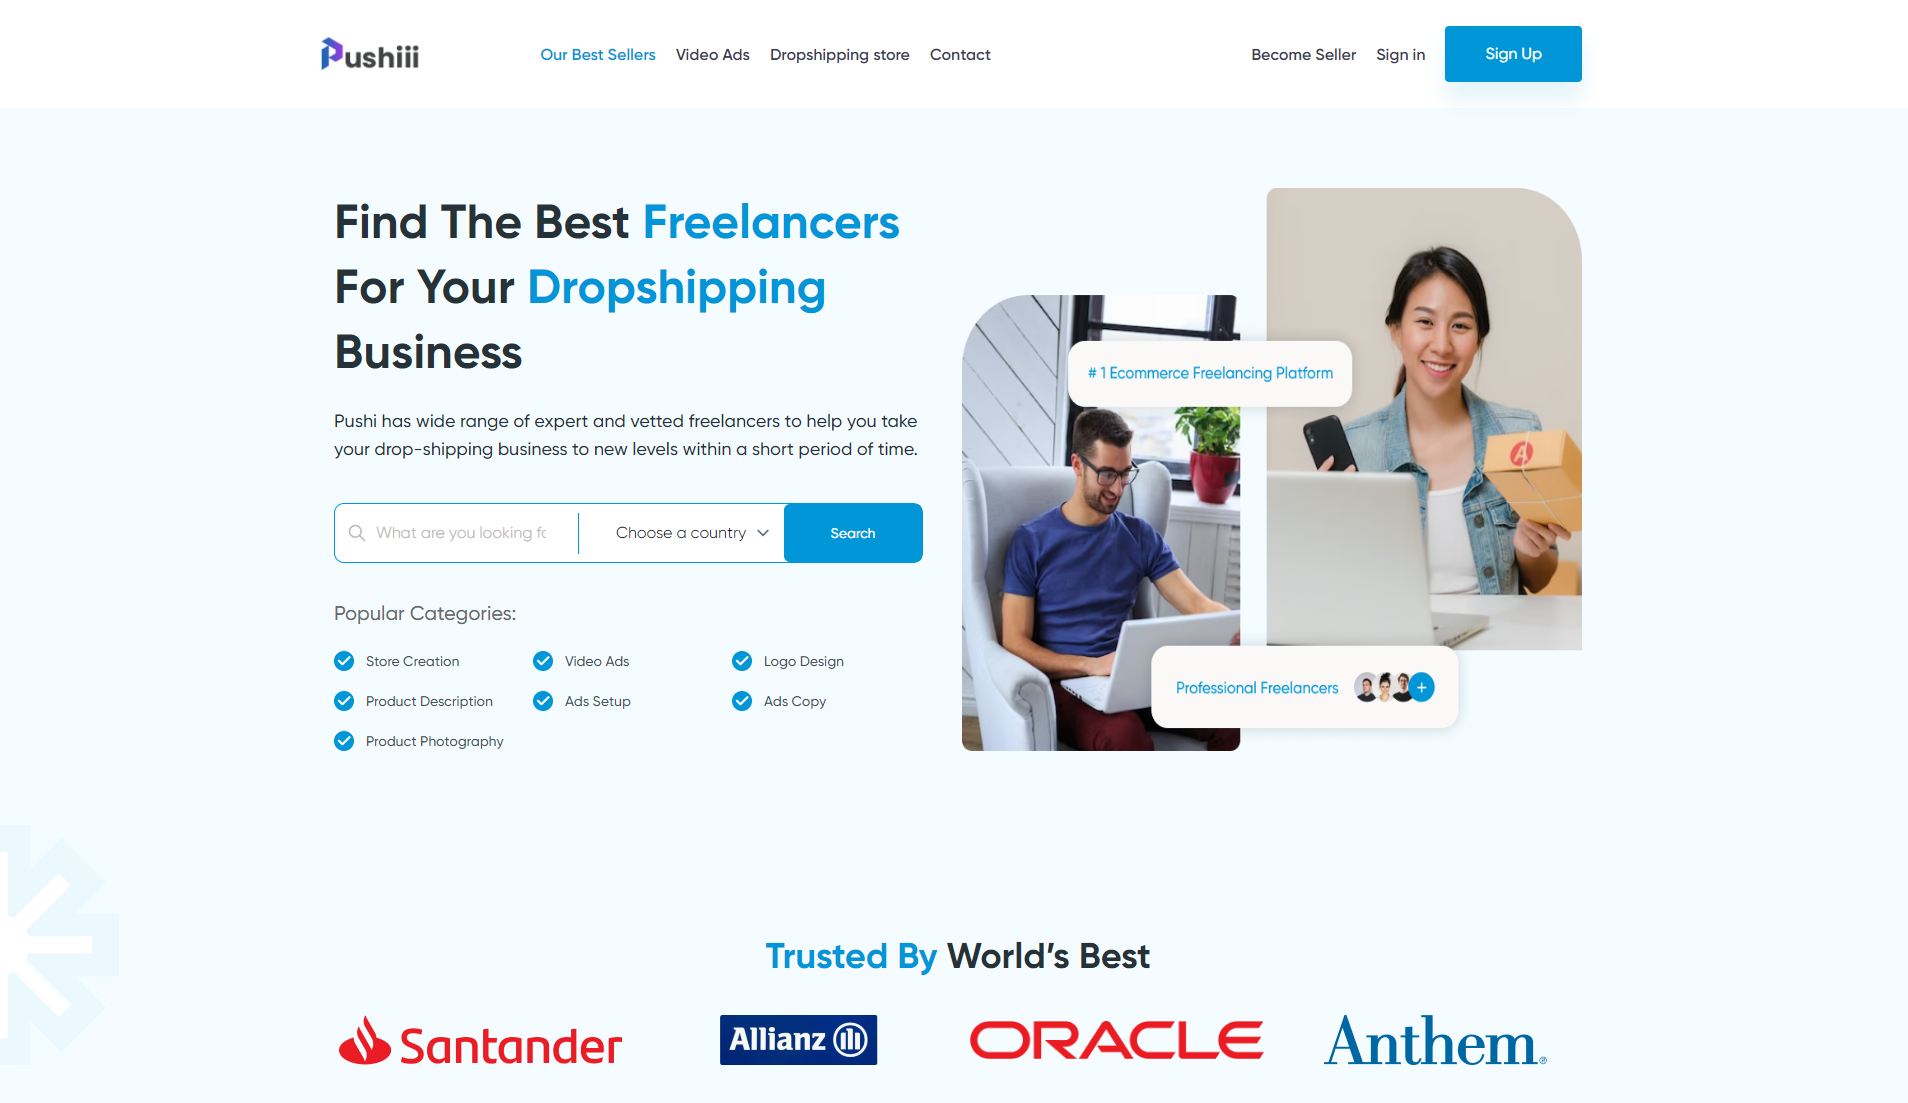 Pushiii
Our Best Sellers
Video Ads
Dropshipping store
Contact
Become Seller
Sign in
Sign Up
Find The Best Freelancers
For Your Dropshipping
Business
Pushi has wide range of expert and vetted freelancers to help you take
your drop-shipping business to new levels within a short period of time.
What are you looking fo
Choose a country
Search
Popular Categories:
Store Creation
Video Ads
Logo Design
Product Description
Ads Setup
Ads Copy
Product Photography
# 1 Ecommerce Freelancing Platform
Professional Freelancers
+
Trusted By World’s Best
Santander
Allianz
ORACLE
Anthem®